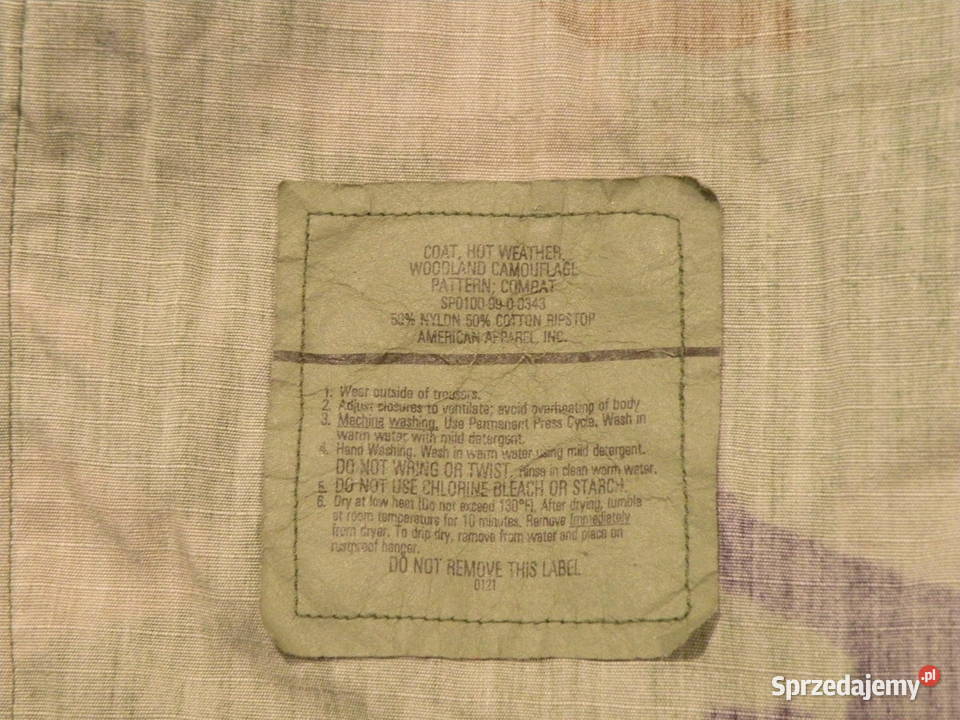 COAT, HOT WEATHER,
WOODLAND CAMOUFLAGE
PATTERN; COMBAT
SPO100-99-0-0343
50% NYLON 50% COTTON RIPSTOP
AMERICAN APPAREL, INC.
1. Wear outside of trousers.
2. Adjust closures to ventilate; avoid overheating of body
3. Machine washing. Use Permanent Press Cycle. Wash in
warm water with mild detergent.
4. Hand Washing. Wash in warm water using mild detergent.
DO NOT WRING OR TWIST. Rinse in clean warm water.
5. DO NOT USE CHLORINE BLEACH OR STARCH.
6. Dry at low heat (Do not exceed 130°F). After drying, tumble
at room temperature for 10 minutes. Remove immediately
from dryer. To drip dry, remove from water and place on
rustproof hanger.
DO NOT REMOVE THIS LABEL
0121
Sprzedajemy.pl